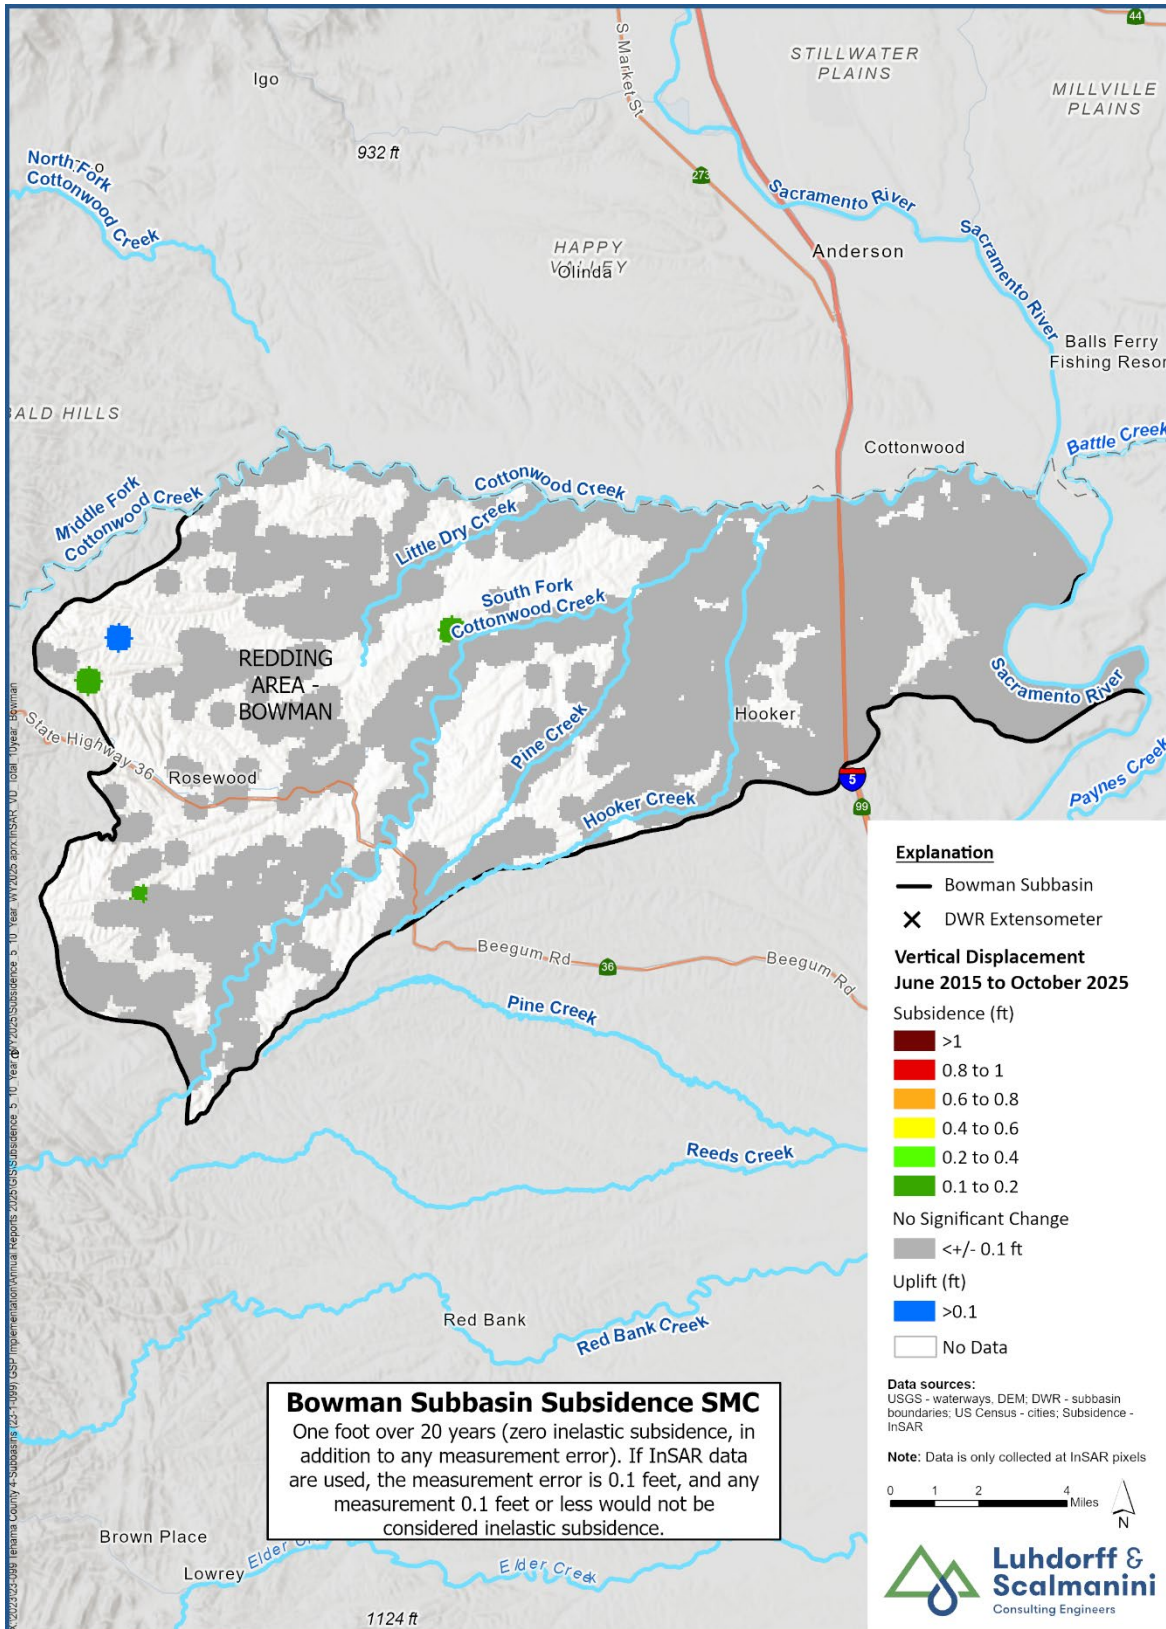 44
S Market St
STILLWATER
PLAINS
MILLVILLE
PLAINS
Igo
932 ft
North Fork
Cottonwood Creek
273
Sacramento River
Sacramento River
HAPPY
VALLEY
Olinda
Anderson
Balls Ferry
Fishing Resor
BALD HILLS
Cottonwood
Battle Creek
Middle Fork
Cottonwood Creek
Cottonwood Creek
Little Dry Creek
South Fork
Cottonwood Creek
REDDING
AREA -
BOWMAN
Sacramento River
Hooker
Pine Creek
State Highway 36
Rosewood
5
99
Paynes Creek
Hooker Creek
Beegum Rd
36
Beegum Rd
Pine Creek
Reeds Creek
Red Bank
Red Bank Creek
Brown Place
Lowrey
Elder Creek
1124 ft
Explanation
Bowman Subbasin
DWR Extensometer
Vertical Displacement
June 2015 to October 2025
Subsidence (ft)
>1
0.8 to 1
0.6 to 0.8
0.4 to 0.6
0.2 to 0.4
0.1 to 0.2
No Significant Change
<+/- 0.1 ft
Uplift (ft)
>0.1
No Data
Data sources:
USGS - waterways, DEM; DWR - subbasin
boundaries; US Census - cities; Subsidence -
InSAR
Note: Data is only collected at InSAR pixels
0 1 2 4
Miles
N
Luhdorff &
Scalmanini
Consulting Engineers
Bowman Subbasin Subsidence SMC
One foot over 20 years (zero inelastic subsidence, in
addition to any measurement error). If InSAR data
are used, the measurement error is 0.1 feet, and any
measurement 0.1 feet or less would not be
considered inelastic subsidence.